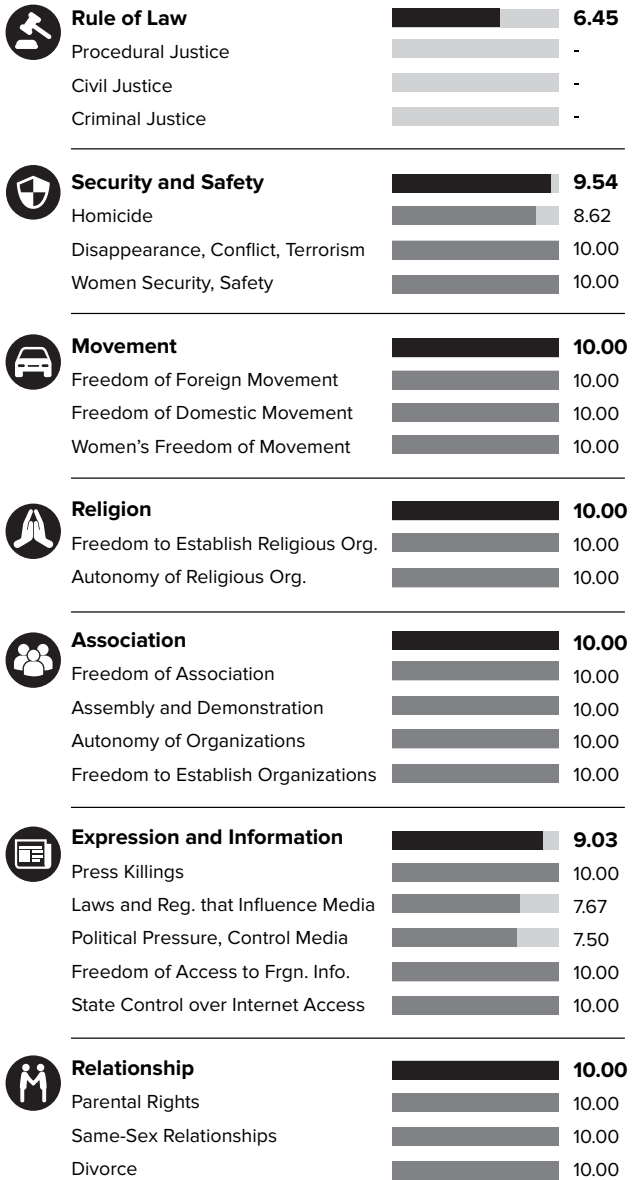 Rule of Law 6.45
Procedural Justice -
Civil Justice -
Criminal Justice -
Security and Safety 9.54
Homicide 8.62
Disappearance, Conflict, Terrorism 10.00
Women Security, Safety 10.00
Movement 10.00
Freedom of Foreign Movement 10.00
Freedom of Domestic Movement 10.00
Women's Freedom of Movement 10.00
Religion 10.00
Freedom to Establish Religious Org. 10.00
Autonomy of Religious Org. 10.00
Association 10.00
Freedom of Association 10.00
Assembly and Demonstration 10.00
Autonomy of Organizations 10.00
Freedom to Establish Organizations 10.00
Expression and Information 9.03
Press Killings 10.00
Laws and Reg. that Influence Media 7.67
Political Pressure, Control Media 7.50
Freedom of Access to Frgn. Info. 10.00
State Control over Internet Access 10.00
Relationship 10.00
Parental Rights 10.00
Same-Sex Relationships 10.00
Divorce 10.00